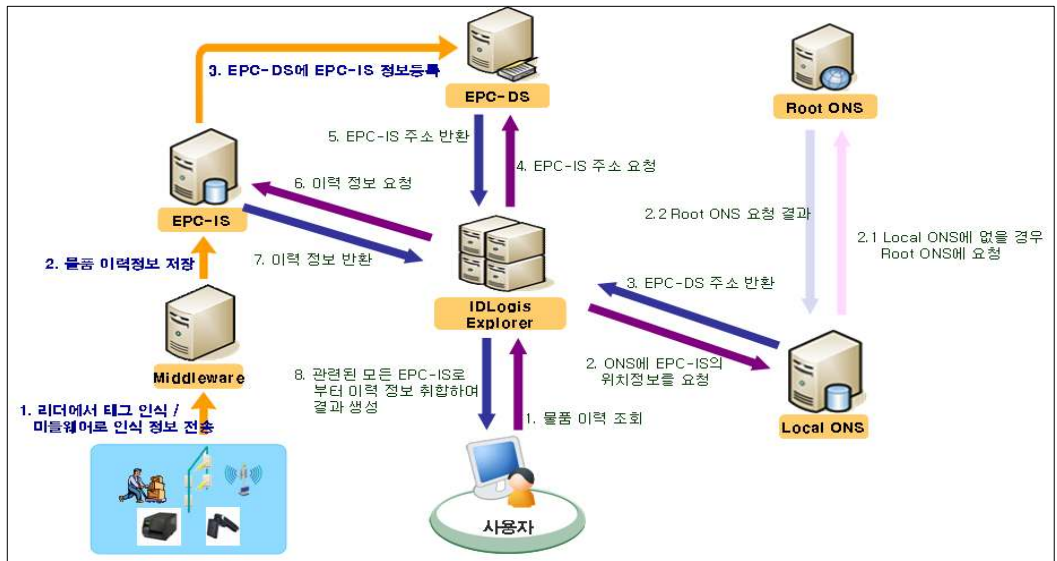 3. EPC-DS에 EPC-IS 정보등록
EPC-DS
Root ONS
5. EPC-IS 주소 반환
4. EPC-IS 주소 요청
6. 이력 정보 요청
EPC-IS
2.2 Root ONS 요청 결과
2.1 Local ONS에 없을 경우
Root ONS에 요청
2. 물품 이력정보 저장
7. 이력 정보 반환
3. EPC-DS 주소 반환
IDLogis
Explorer
Middleware
8. 관련된 모든 EPC-IS로
부터 이력 정보 취합하여
결과 생성
2. ONS에 EPC-IS의
위치정보를 요청
1. 리더에서 태그 인식 /
미들웨어로 인식 정보 전송
1. 물품 이력 조회
Local ONS
사용자